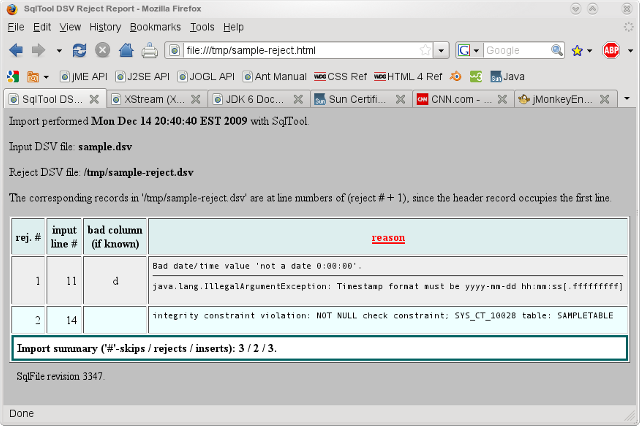 SqlTool DSV Reject Report - Mozilla Firefox
File Edit View History Bookmarks Tools Help
file:///tmp/sample-reject.html
G Google
ABP
jME API J2SE API JOGL API Ant Manual WDG CSS Ref WDG HTML 4 Ref SYS-CON Sun Java
SqlTool DS... XStream (X... JDK 6 Docu... Sun Certific... CNN.com - ... jMonkeyEn...
Import performed Mon Dec 14 20:40:40 EST 2009 with SqlTool.
Input DSV file: sample.dsv
Reject DSV file: /tmp/sample-reject.dsv
The corresponding records in '/tmp/sample-reject.dsv' are at line numbers of (reject # + 1), since the header record occupies the first line.
rej. # input line # bad column (if known) reason
1 11 d Bad date/time value 'not a date 0:00:00'.
java.lang.IllegalArgumentException: Timestamp format must be yyyy-mm-dd hh:mm:ss[.fffffffff]
2 14 integrity constraint violation: NOT NULL check constraint; SYS_CT_10028 table: SAMPLETABLE
Import summary ('#'-skips / rejects / inserts): 3 / 2 / 3.
SqlFile revision 3347.
Done